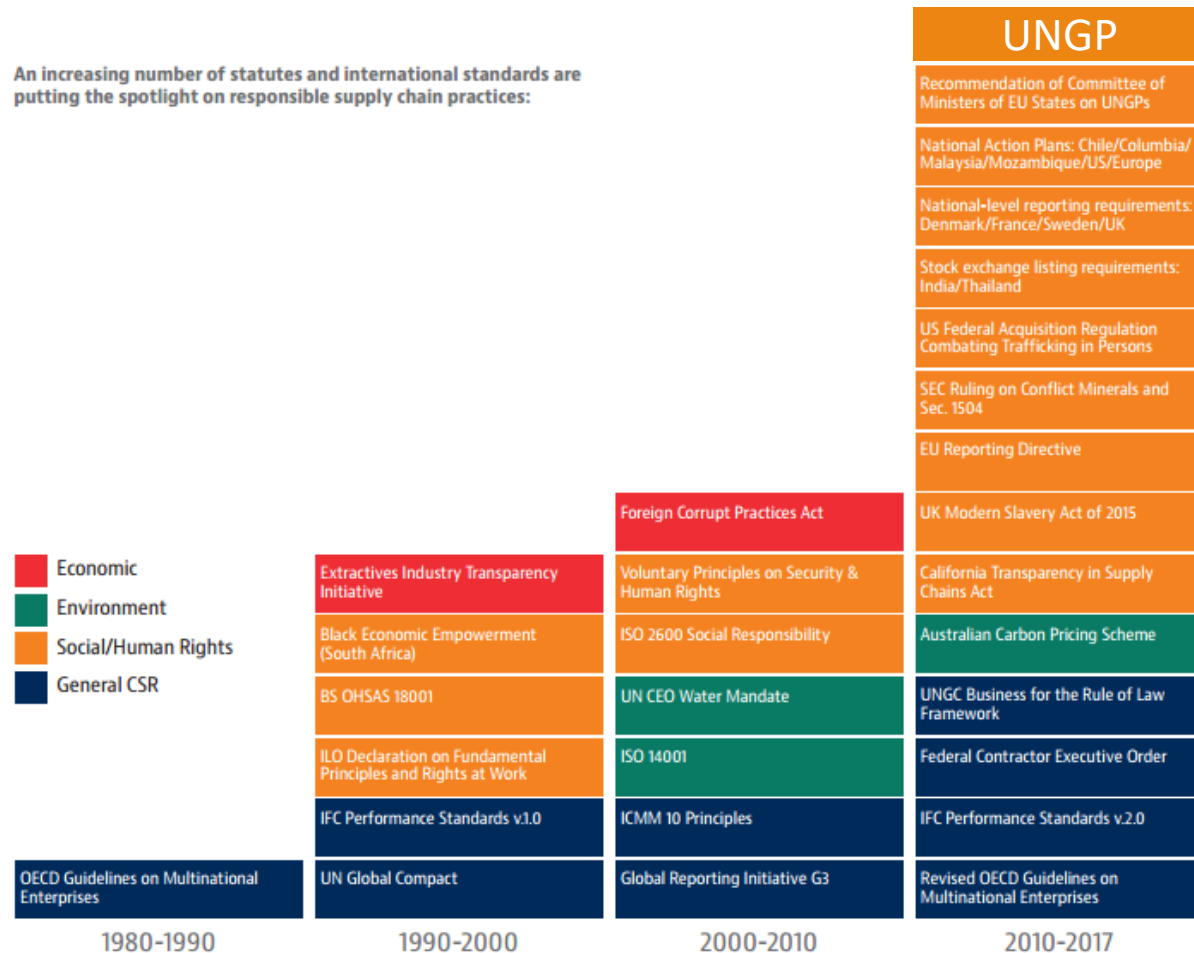 An increasing number of statutes and international standards are
putting the spotlight on responsible supply chain practices:
Economic
Environment
Social/Human Rights
General CSR
OECD Guidelines on Multinational
Enterprises
1980-1990
Extractives Industry Transparency
Initiative
Black Economic Empowerment
(South Africa)
BS OHSAS 18001
ILO Declaration on Fundamental
Principles and Rights at Work
IFC Performance Standards v.1.0
UN Global Compact
1990-2000
Foreign Corrupt Practices Act
Voluntary Principles on Security &
Human Rights
ISO 2600 Social Responsibility
UN CEO Water Mandate
ISO 14001
ICMM 10 Principles
Global Reporting Initiative G3
2000-2010
UNGP
Recommendation of Committee of
Ministers of EU States on UNGPs
National Action Plans: Chile/Columbia/
Malaysia/Mozambique/US/Europe
National-level reporting requirements:
Denmark/France/Sweden/UK
Stock exchange listing requirements:
India/Thailand
US Federal Acquisition Regulation
Combating Trafficking in Persons
SEC Ruling on Conflict Minerals and
Sec. 1504
EU Reporting Directive
UK Modern Slavery Act of 2015
California Transparency in Supply
Chains Act
Australian Carbon Pricing Scheme
UNGC Business for the Rule of Law
Framework
Federal Contractor Executive Order
IFC Performance Standards v.2.0
Revised OECD Guidelines on
Multinational Enterprises
2010-2017